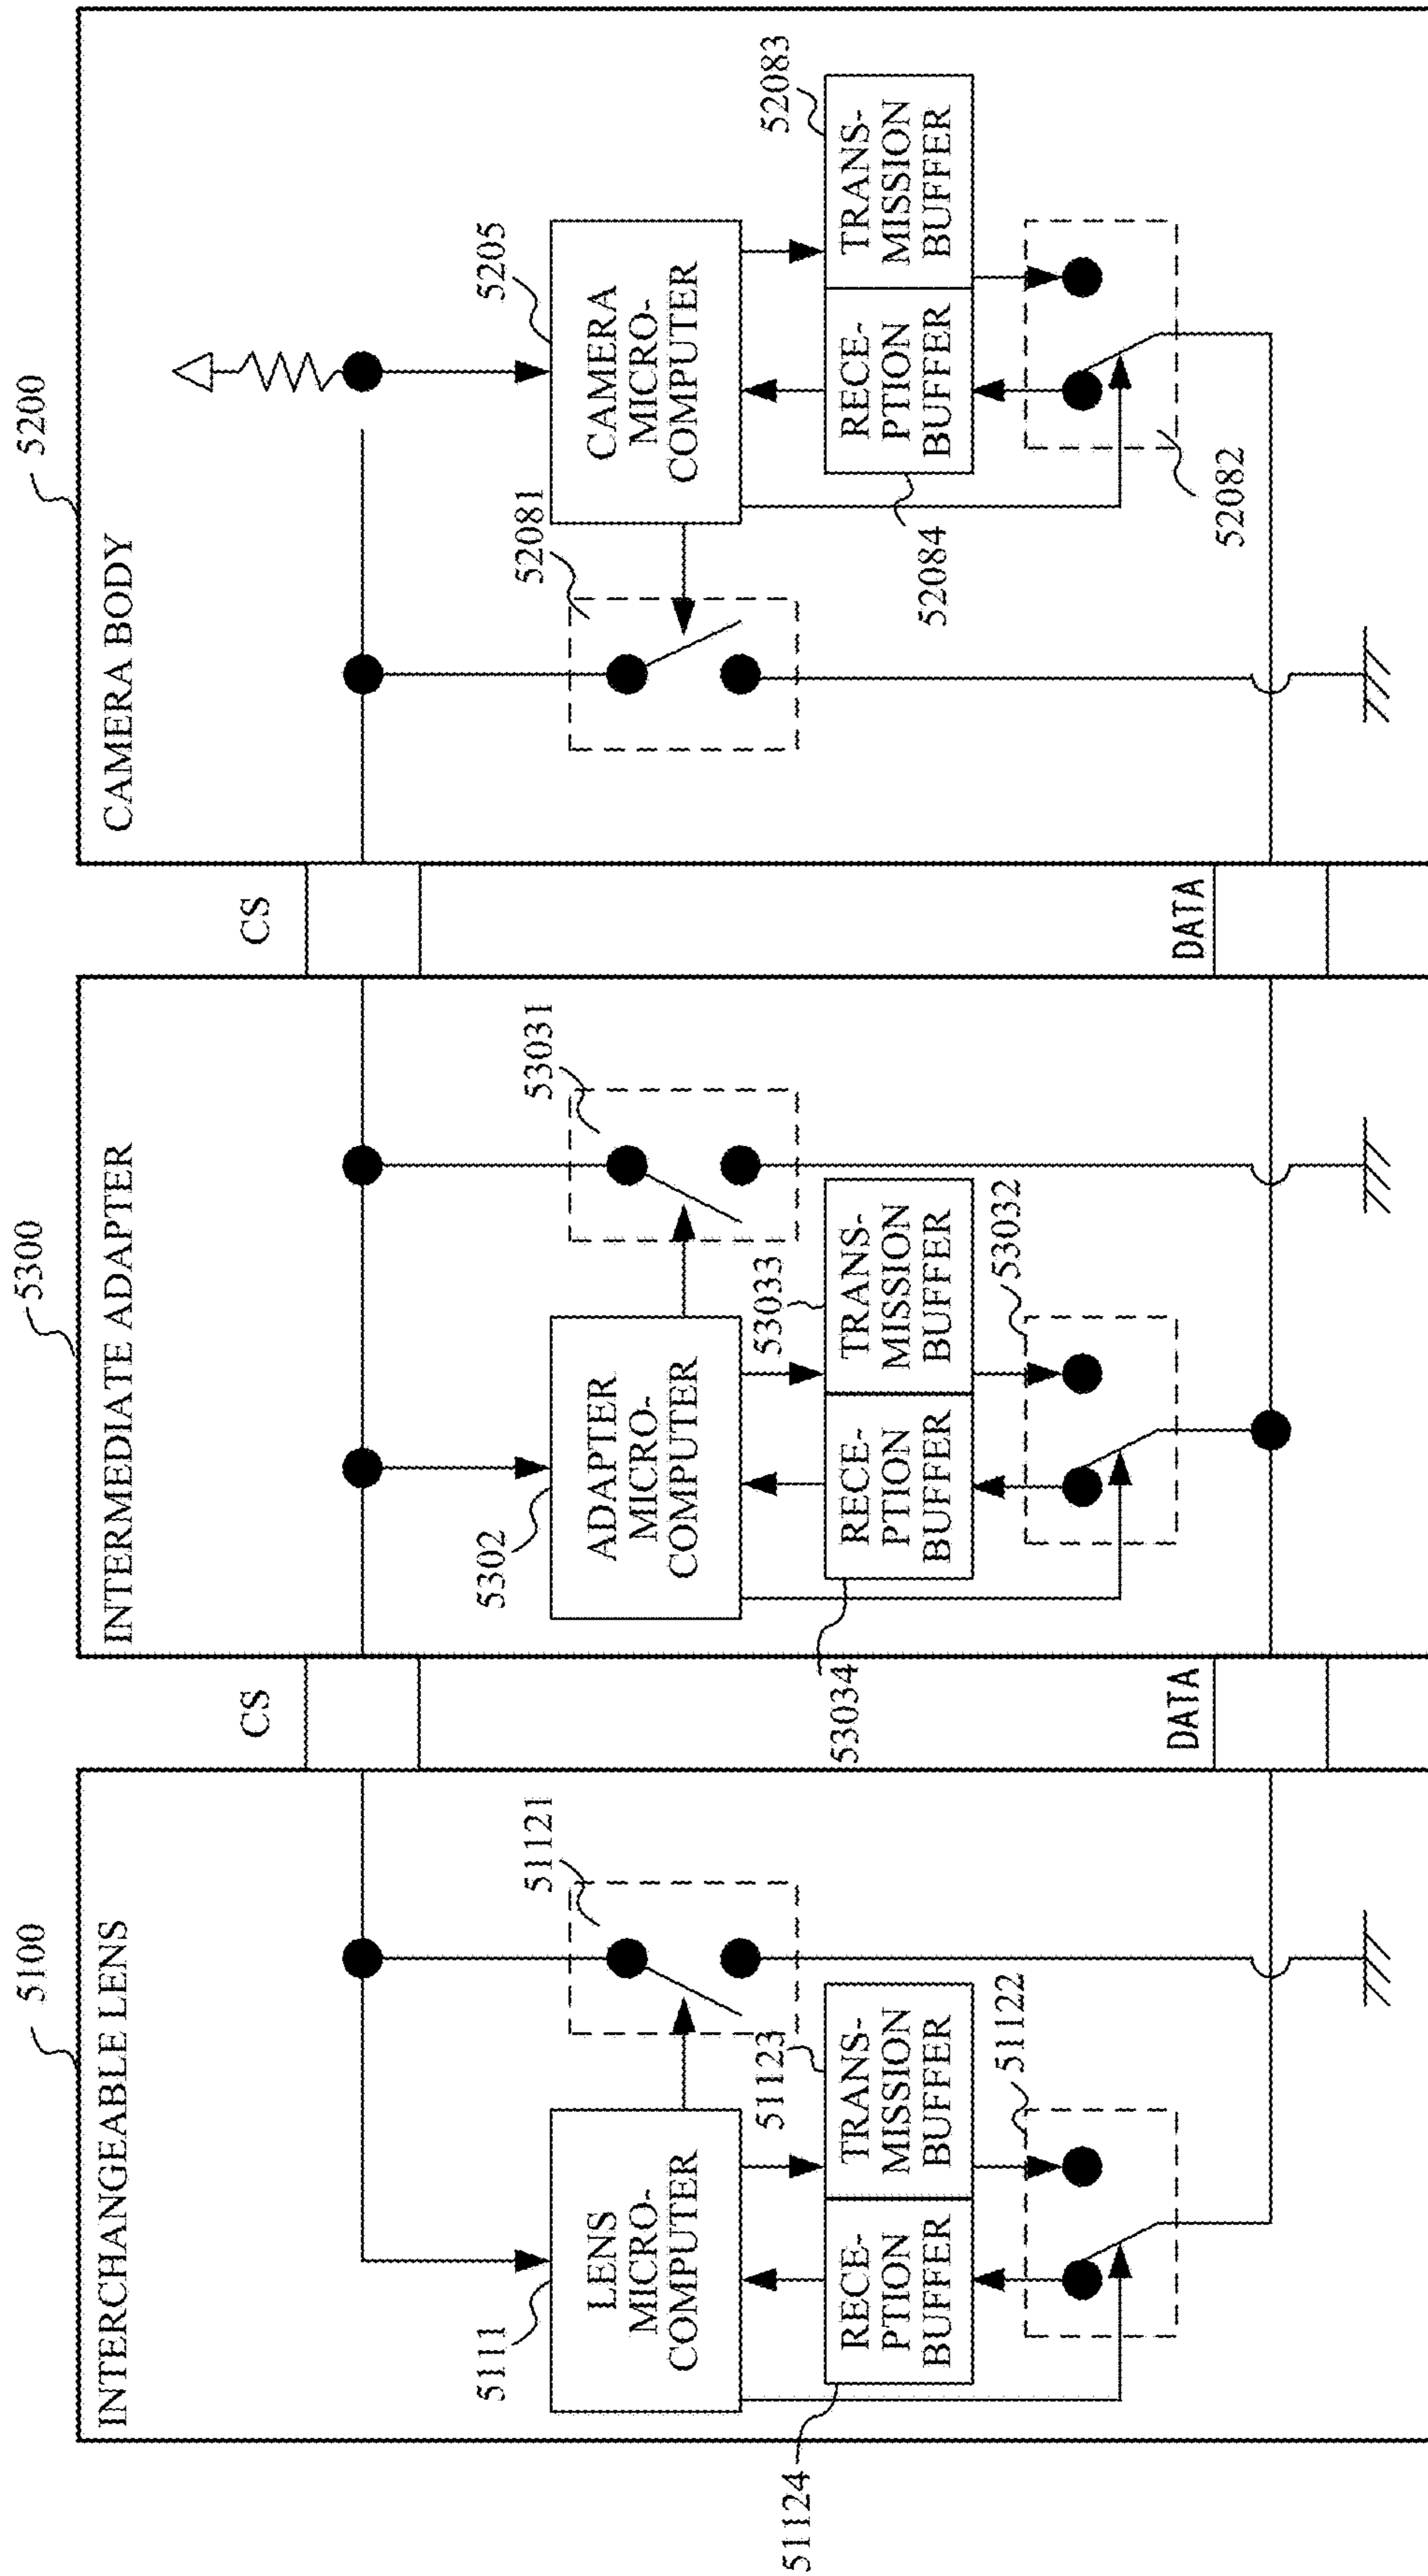 5100
INTERCHANGEABLE LENS
5111
LENS
MICRO-
COMPUTER
51121
51123
51124
RECE-
PTION
BUFFER
TRANS-
MISSION
BUFFER
51122
CS
DATA
5300
INTERMEDIATE ADAPTER
5302
ADAPTER
MICRO-
COMPUTER
53031
53033
53034
RECE-
PTION
BUFFER
TRANS-
MISSION
BUFFER
53032
CS
DATA
5200
CAMERA BODY
52081
5205
CAMERA
MICRO-
COMPUTER
52083
52084
RECE-
PTION
BUFFER
TRANS-
MISSION
BUFFER
52082